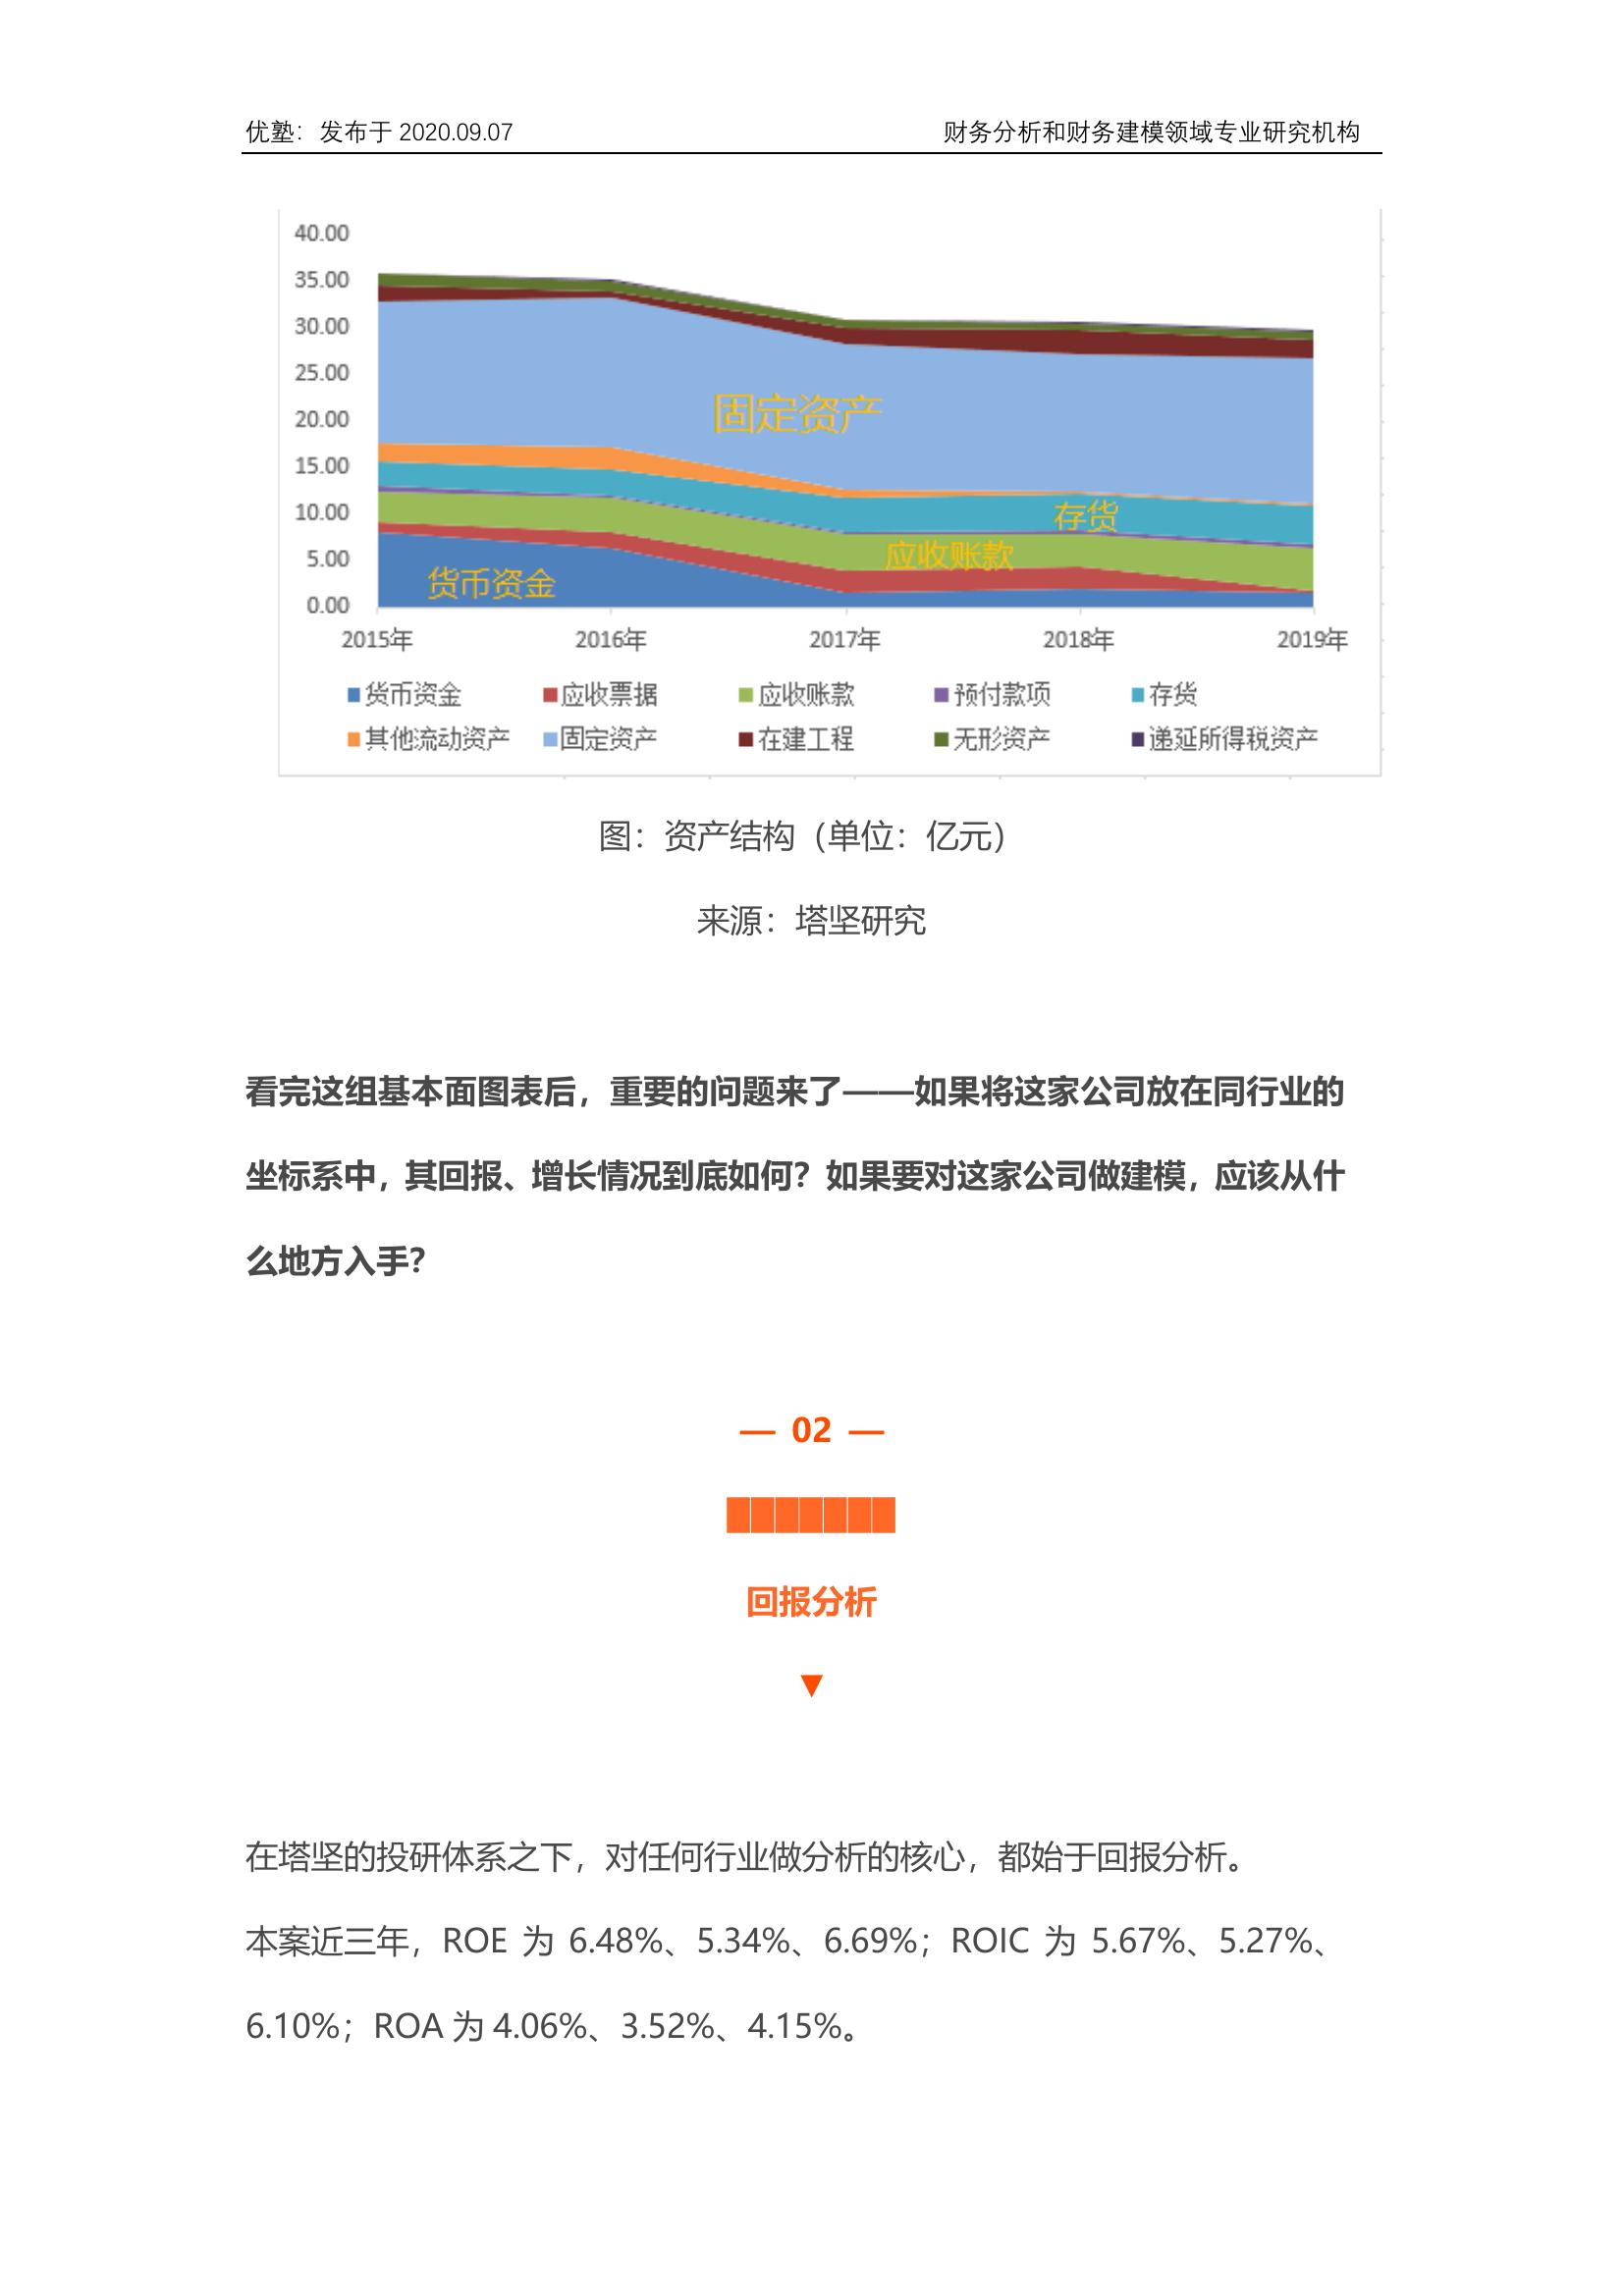 优塾：发布于 2020.09.07 财务分析和财务建模领域专业研究机构
40.00
35.00
30.00
25.00
20.00
15.00
10.00
5.00
0.00
固定资产
存货
应收账款
货币资金
2015年 2016年 2017年 2018年 2019年
货币资金 应收票据 应收账款 预付款项 存货
其他流动资产 固定资产 在建工程 无形资产 递延所得税资产
图：资产结构（单位：亿元）
来源：塔坚研究
看完这组基本面图表后，重要的问题来了——如果将这家公司放在同行业的
坐标系中，其回报、增长情况到底如何？如果要对这家公司做建模，应该从什
么地方入手？
— 02 —
███████
回报分析
▼
在塔坚的投研体系之下，对任何行业做分析的核心，都始于回报分析。
本案近三年，ROE 为 6.48%、5.34%、6.69%；ROIC 为 5.67%、5.27%、
6.10%；ROA 为 4.06%、3.52%、4.15%。